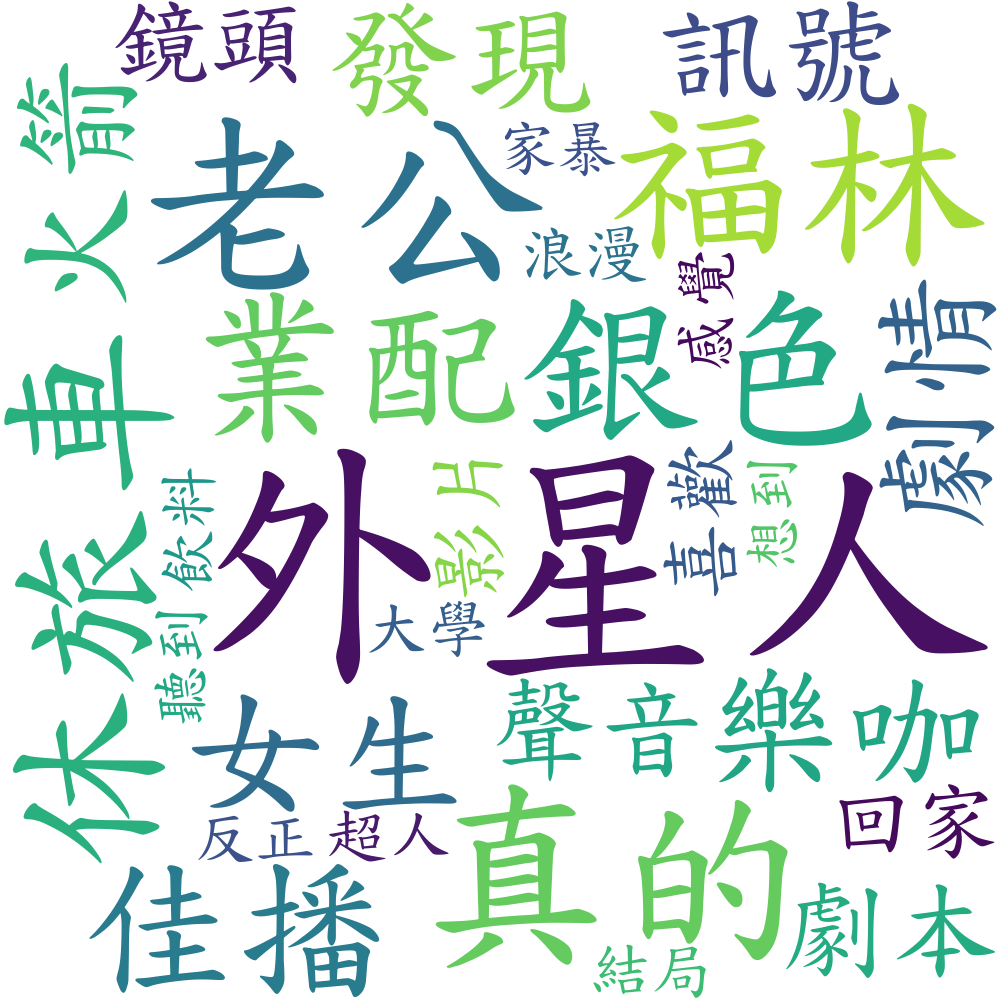 鏡頭
發現
訊號
火箭
老公
家暴
福林
浪漫
感覺
業配
銀色
劇情
休旅車
外星人
影片
喜歡
想到
飲料
聽到
大學
女生
聲音
樂咖
反正
超人
真的
回家
佳播
結局
劇本